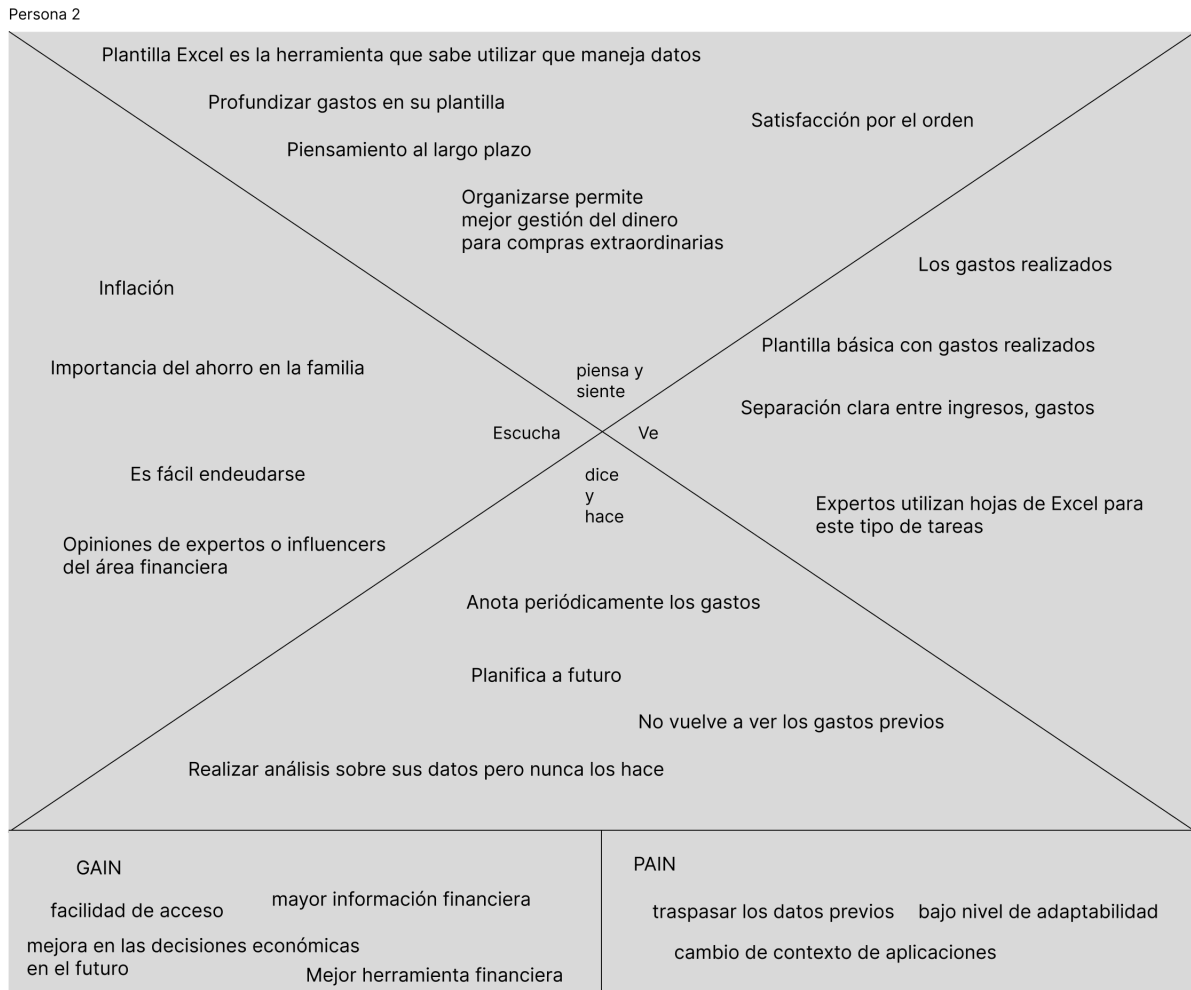 Persona 2
Plantilla Excel es la herramienta que sabe utilizar que maneja datos
Profundizar gastos en su plantilla
Satisfacción por el orden
Piensamiento al largo plazo
Organizarse permite
mejor gestión del dinero
para compras extraordinarias
piensa y
siente
Inflación
Importancia del ahorro en la familia
Escucha
Es fácil endeudarse
Opiniones de expertos o influencers
del área financiera
Los gastos realizados
Plantilla básica con gastos realizados
Separación clara entre ingresos, gastos
Ve
Expertos utilizan hojas de Excel para
este tipo de tareas
dice
y
hace
Anota periódicamente los gastos
Planifica a futuro
No vuelve a ver los gastos previos
Realizar análisis sobre sus datos pero nunca los hace
GAIN
facilidad de acceso
mayor información financiera
mejora en las decisiones económicas
en el futuro
Mejor herramienta financiera
PAIN
traspasar los datos previos
bajo nivel de adaptabilidad
cambio de contexto de aplicaciones